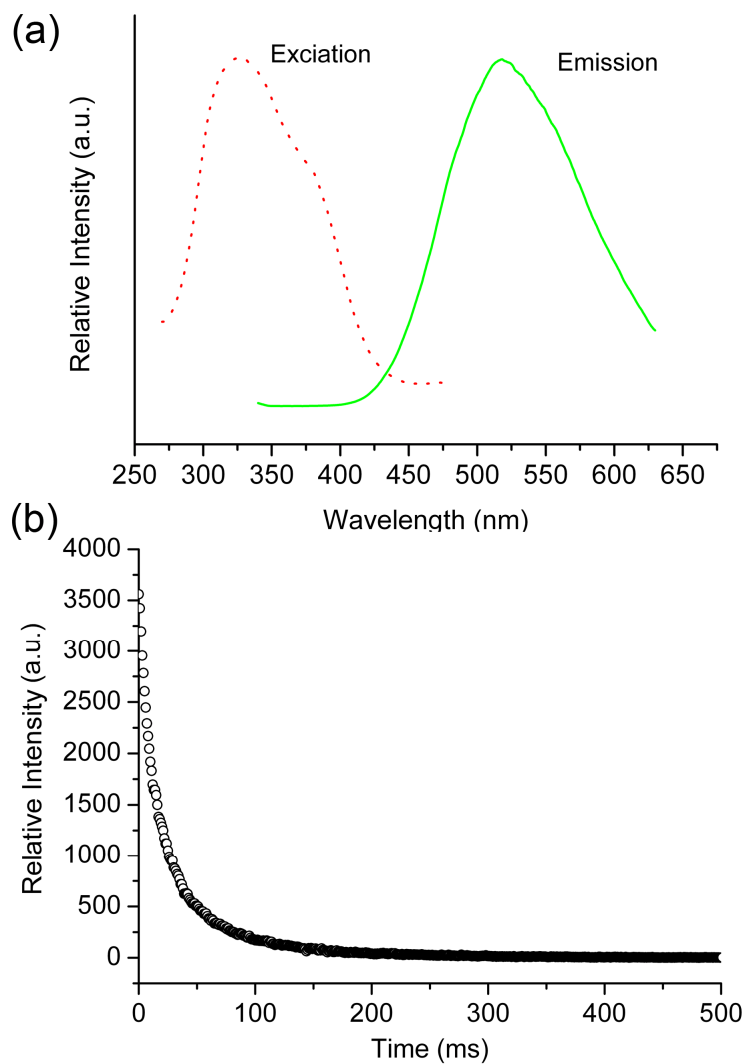 (a)
Exciation
Emission
Relative Intensity (a.u.)
250 300 350 400 450 500 550 600 650
Wavelength (nm)
(b)
4000
3500
3000
2500
2000
1500
1000
500
0
Relative Intensity (a.u.)
0 100 200 300 400 500
Time (ms)